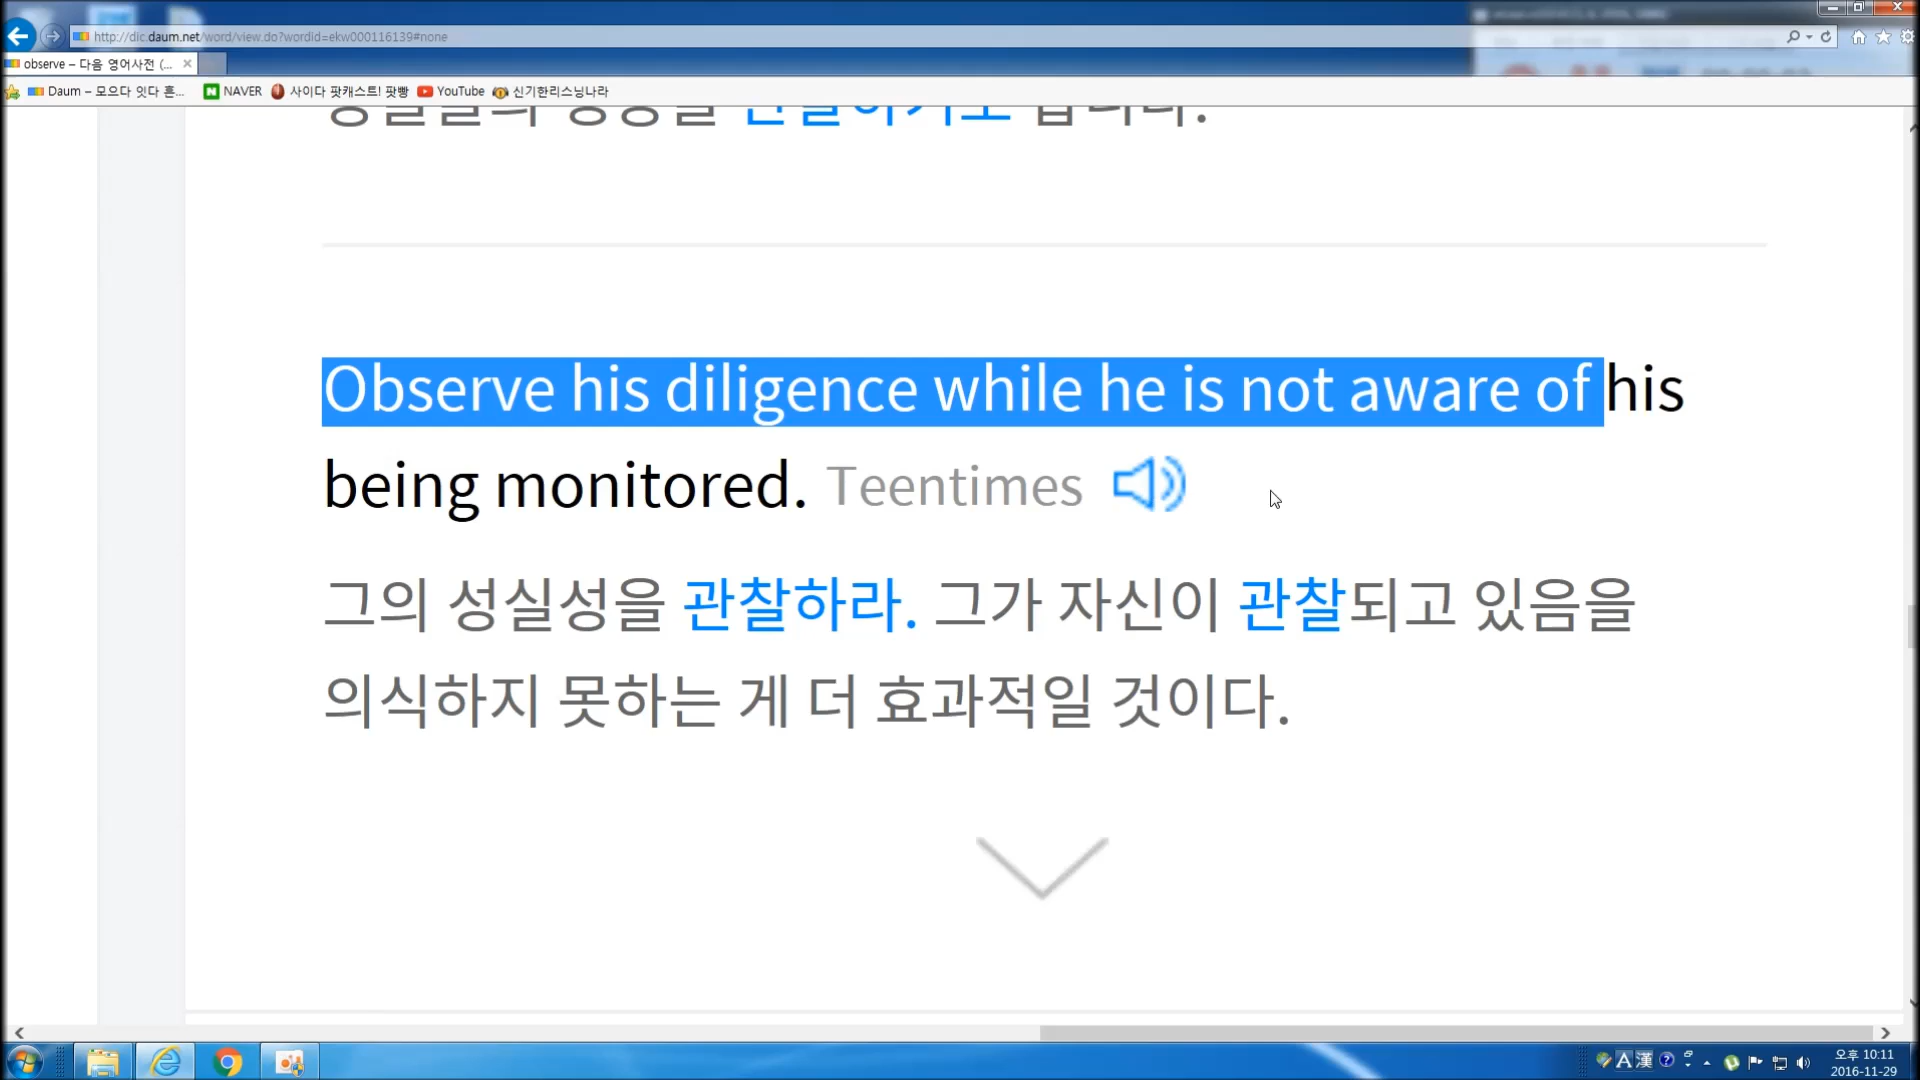 http://dic.daum.net/word/view.do?wordid=ekw000116139#none
observe – 다음 영어사전 (...
Daum – 모으다 잇다 흔...
NAVER
사이다 팟캐스트! 팟빵
YouTube
신기한리스닝나라
Observe his diligence while he is not aware of his
being monitored. Teentimes
그의 성실성을 관찰하라. 그가 자신이 관찰되고 있음을
의식하지 못하는 게 더 효과적일 것이다.
A 漢
오후 10:11
2016-11-29